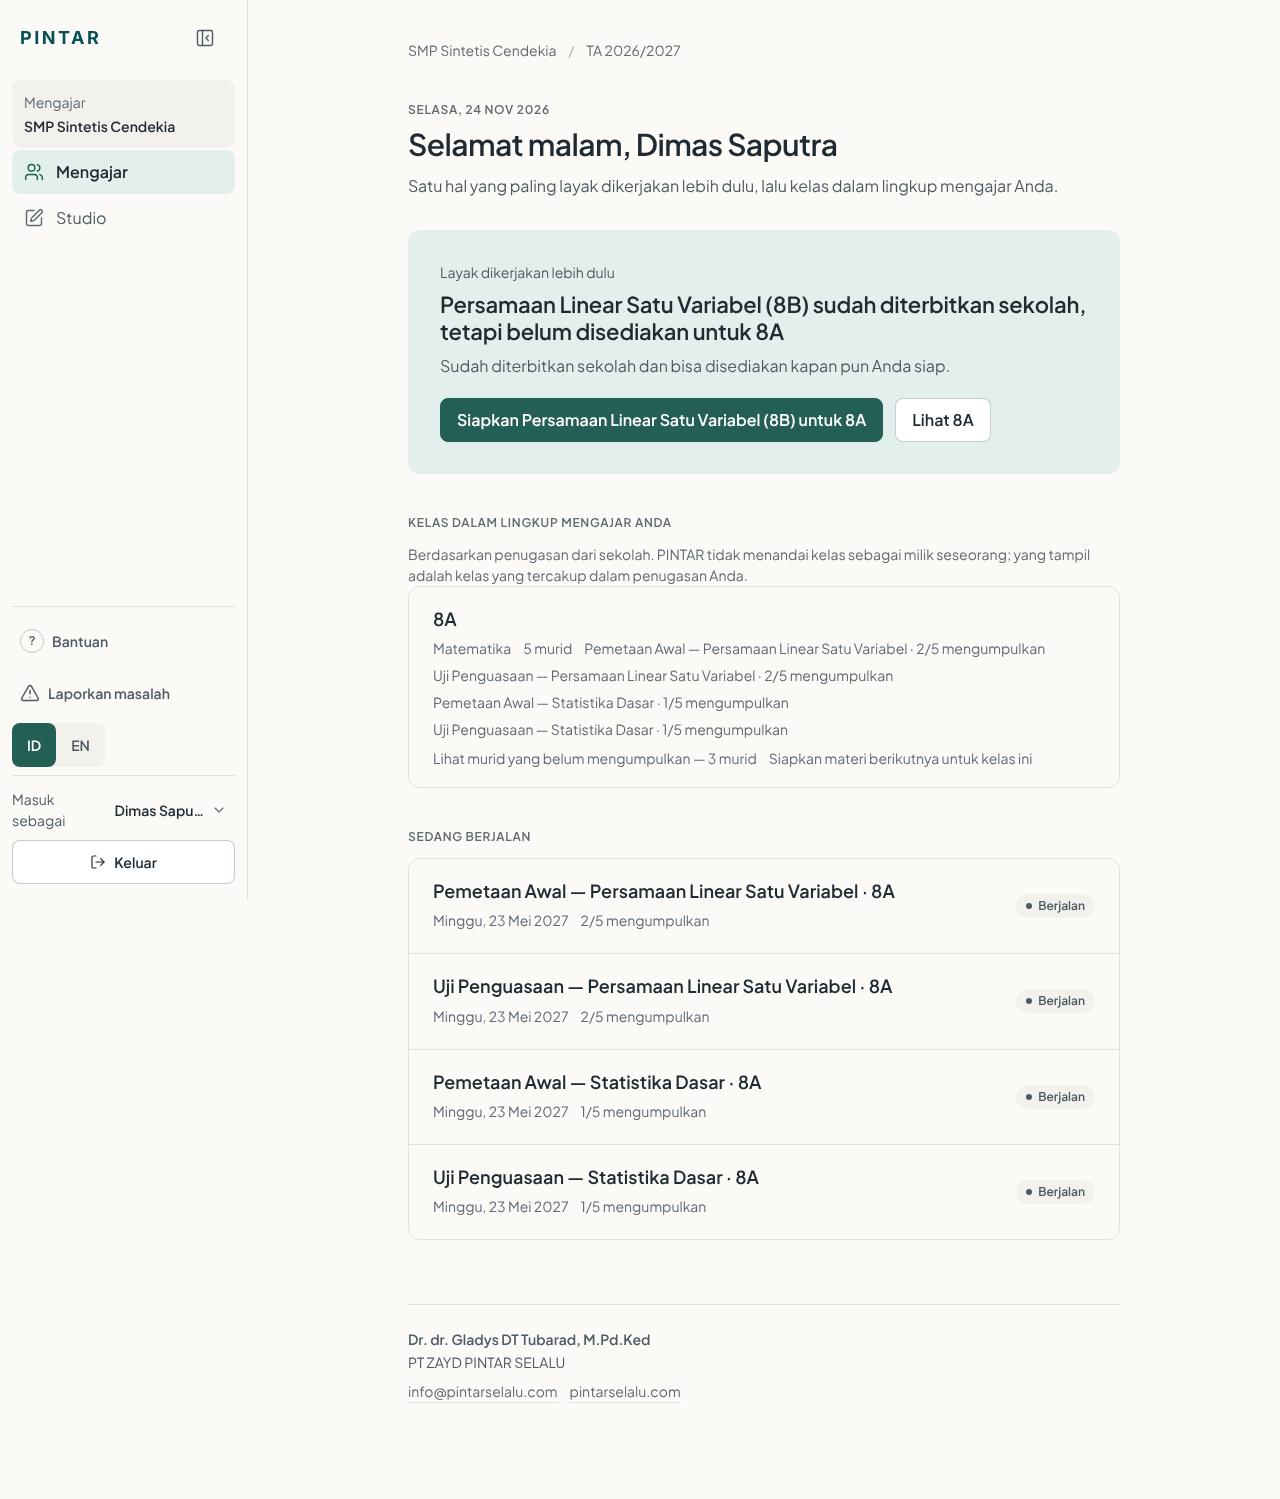 PINTAR
Mengajar
SMP Sintetis Cendekia
Mengajar
Studio
?
Bantuan
Laporkan masalah
ID EN
Masuk
sebagai
Dimas Sapu...
Keluar
SMP Sintetis Cendekia / TA 2026/2027
SELASA, 24 NOV 2026
Selamat malam, Dimas Saputra
Satu hal yang paling layak dikerjakan lebih dulu, lalu kelas dalam lingkup mengajar Anda.
Layak dikerjakan lebih dulu
Persamaan Linear Satu Variabel (8B) sudah diterbitkan sekolah,
tetapi belum disediakan untuk 8A
Sudah diterbitkan sekolah dan bisa disediakan kapan pun Anda siap.
Siapkan Persamaan Linear Satu Variabel (8B) untuk 8A Lihat 8A
KELAS DALAM LINGKUP MENGAJAR ANDA
Berdasarkan penugasan dari sekolah. PINTAR tidak menandai kelas sebagai milik seseorang; yang tampil
adalah kelas yang tercakup dalam penugasan Anda.
8A
Matematika 5 murid Pemetaan Awal — Persamaan Linear Satu Variabel · 2/5 mengumpulkan
Uji Penguasaan — Persamaan Linear Satu Variabel · 2/5 mengumpulkan
Pemetaan Awal — Statistika Dasar · 1/5 mengumpulkan
Uji Penguasaan — Statistika Dasar · 1/5 mengumpulkan
Lihat murid yang belum mengumpulkan — 3 murid Siapkan materi berikutnya untuk kelas ini
SEDANG BERJALAN
Pemetaan Awal — Persamaan Linear Satu Variabel · 8A
Minggu, 23 Mei 2027 2/5 mengumpulkan
Berjalan
Uji Penguasaan — Persamaan Linear Satu Variabel · 8A
Minggu, 23 Mei 2027 2/5 mengumpulkan
Berjalan
Pemetaan Awal — Statistika Dasar · 8A
Minggu, 23 Mei 2027 1/5 mengumpulkan
Berjalan
Uji Penguasaan — Statistika Dasar · 8A
Minggu, 23 Mei 2027 1/5 mengumpulkan
Berjalan
Dr. dr. Gladys DT Tubarad, M.Pd.Ked
PT ZAYD PINTAR SELALU
info@pintarselalu.com pintarselalu.com